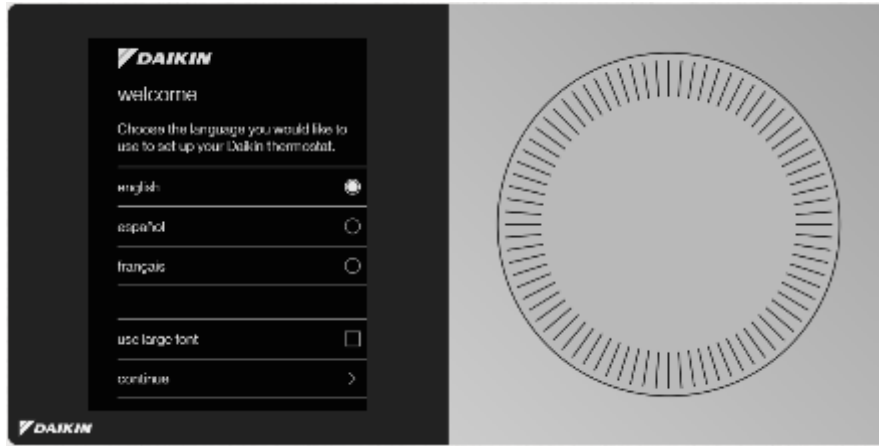 DAIKIN
welcome
Choose the language you would like to
use to set up your Daikin thermostat.
english
español
français
use large font
continue
DAIKIN